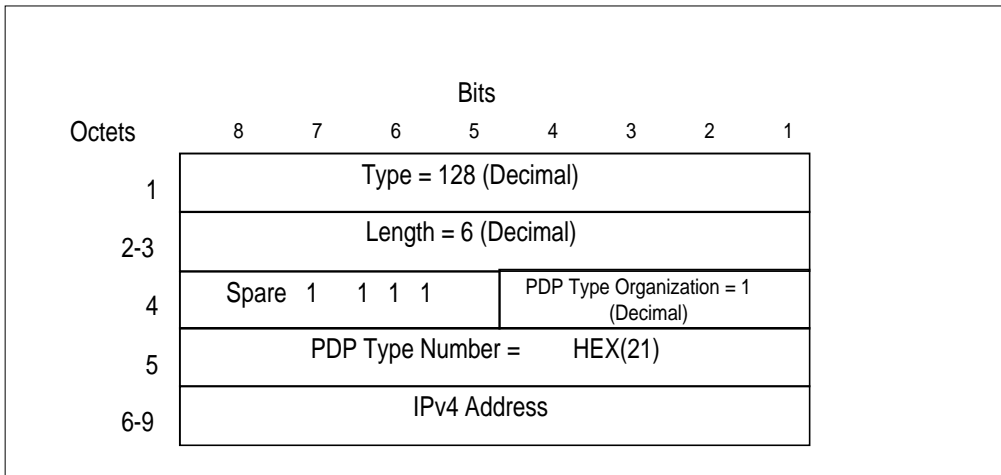 Bits
Octets 8 7 6 5 4 3 2 1
1 Type = 128 (Decimal)
2-3 Length = 6 (Decimal)
4 Spare 1 1 1 1 PDP Type Organization = 1
(Decimal)
5 PDP Type Number = HEX(21)
6-9 IPv4 Address